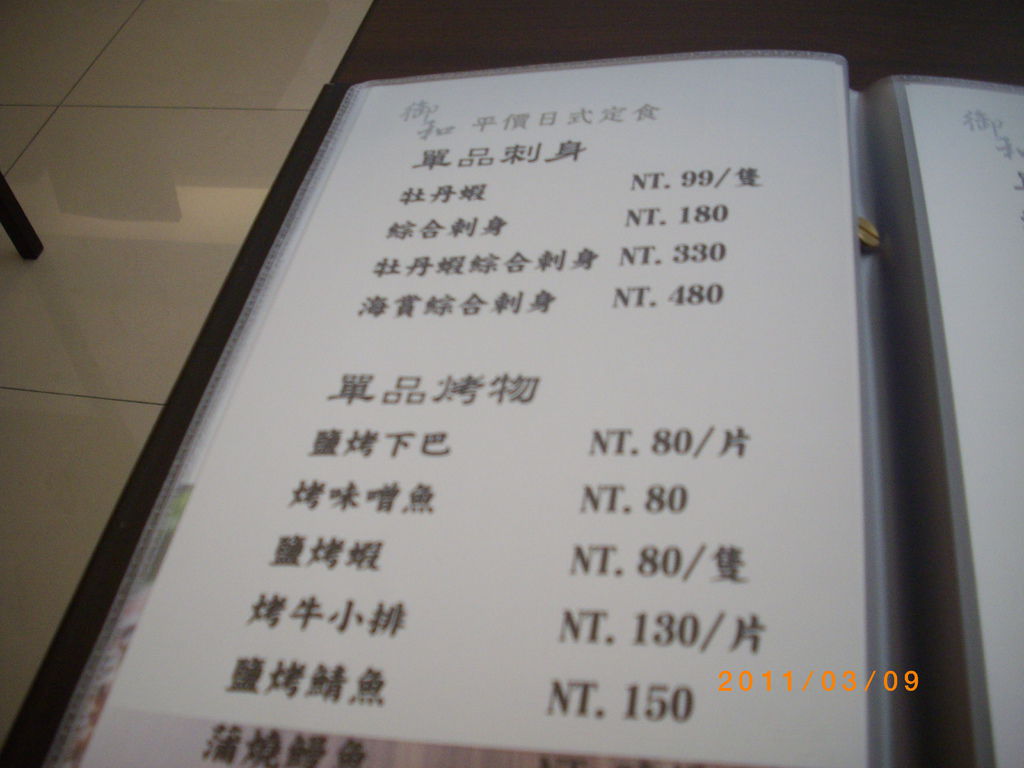 御和 平價日式定食
單品刺身
牡丹蝦 NT. 99/隻
綜合刺身 NT. 180
牡丹蝦綜合刺身 NT. 330
海賞綜合刺身 NT. 480
單品烤物
鹽烤下巴 NT. 80/片
烤味噌魚 NT. 80
鹽烤蝦 NT. 80/隻
烤牛小排 NT. 130/片
鹽烤鯖魚 NT. 150
蒲燒鰻魚 NT.
御和
2011/03/09